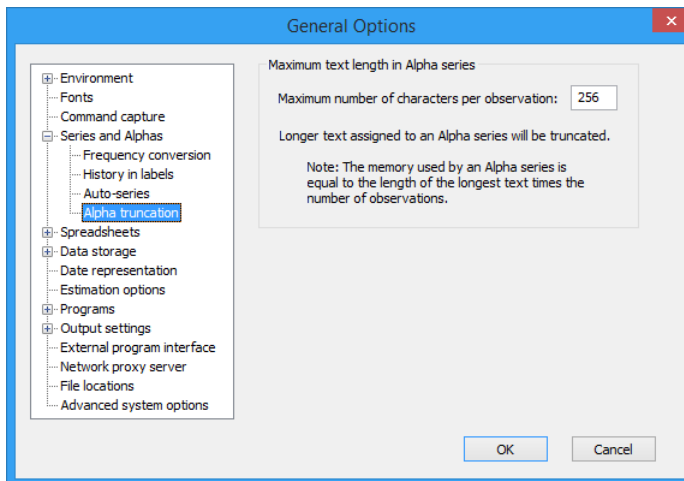 General Options
Environment
Fonts
Command capture
Series and Alphas
Frequency conversion
History in labels
Auto-series
Alpha truncation
Spreadsheets
Data storage
Date representation
Estimation options
Programs
Output settings
External program interface
Network proxy server
File locations
Advanced system options
Maximum text length in Alpha series
Maximum number of characters per observation: 256
Longer text assigned to an Alpha series will be truncated.
Note: The memory used by an Alpha series is
equal to the length of the longest text times the
number of observations.
OK Cancel